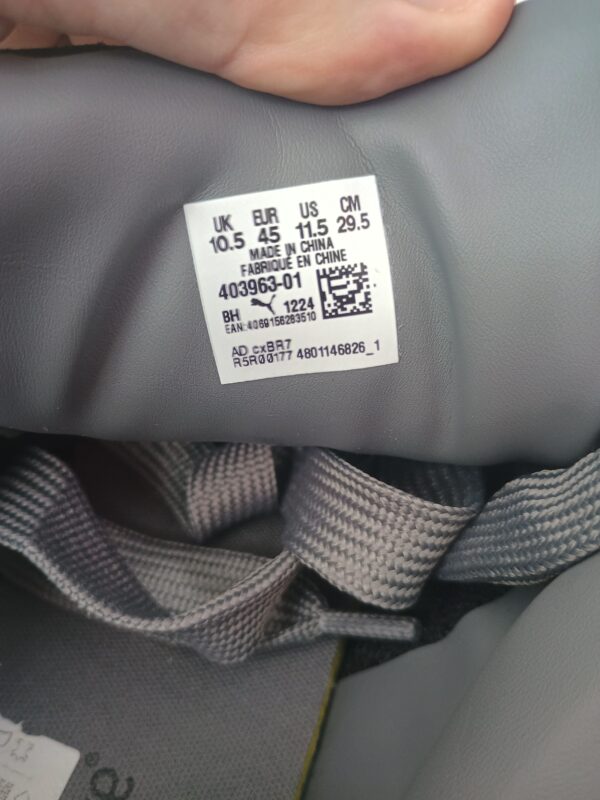 UK EUR US CM
10.5 45 11.5 29.5
MADE IN CHINA
FABRIQUÉ EN CHINE
403963-01
BH 1224
EAN:4069156283510
AD cxBR7
R5R00177 4801146826_1